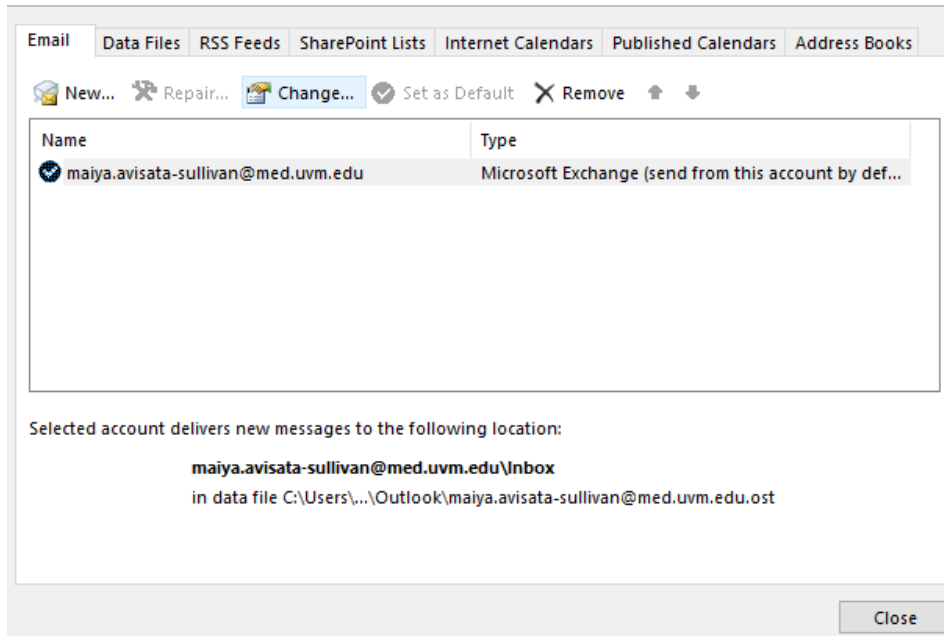 Email Data Files RSS Feeds SharePoint Lists Internet Calendars Published Calendars Address Books
New... Repair... Change... Set as Default Remove
Name Type
maiya.avisata-sullivan@med.uvm.edu Microsoft Exchange (send from this account by def...
Selected account delivers new messages to the following location:
maiya.avisata-sullivan@med.uvm.edu\Inbox
in data file C:\Users\...\Outlook\maiya.avisata-sullivan@med.uvm.edu.ost
Close